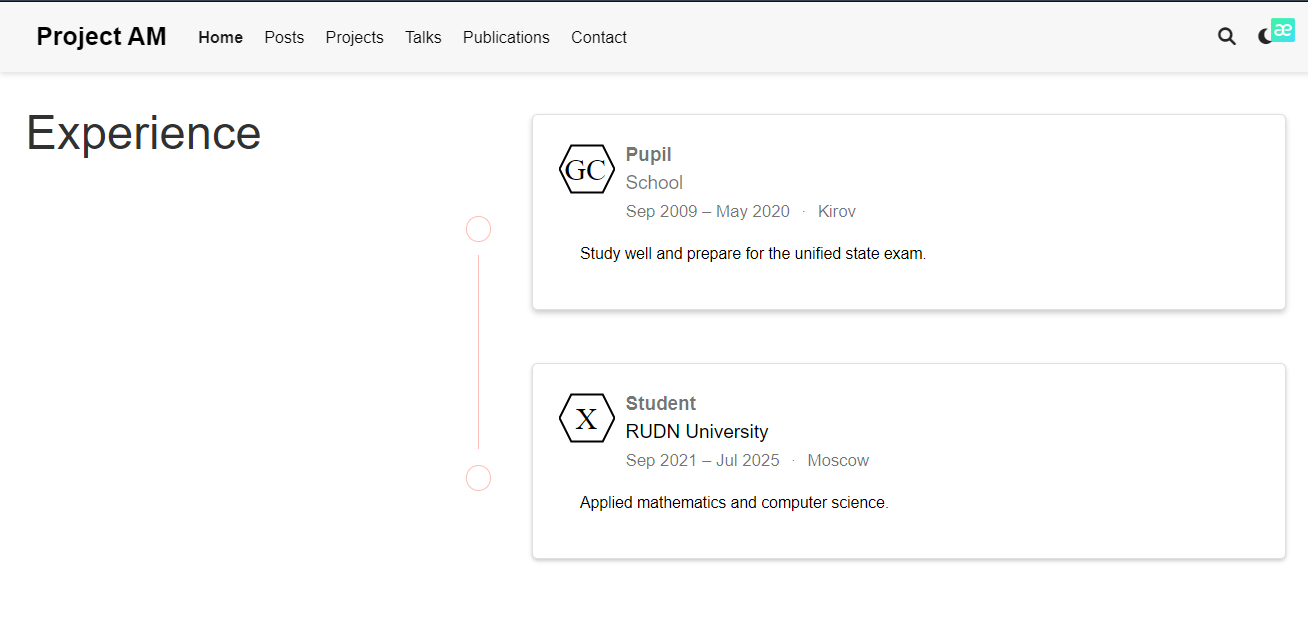 Project AM Home Posts Projects Talks Publications Contact æ
Experience
GC
Pupil
School
Sep 2009 – May 2020 · Kirov
Study well and prepare for the unified state exam.
X
Student
RUDN University
Sep 2021 – Jul 2025 · Moscow
Applied mathematics and computer science.